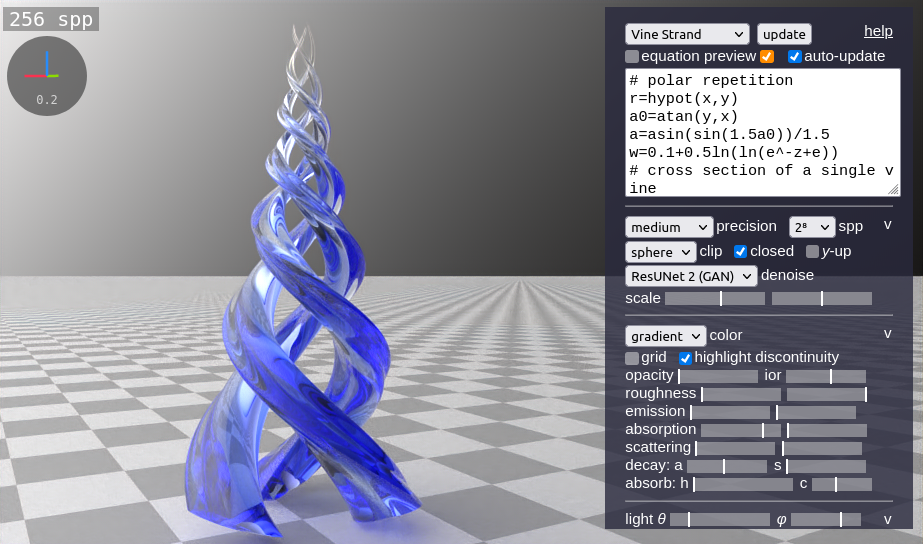 256 spp
0.2
Vine Strand update help
equation preview auto-update
# polar repetition
r=hypot(x,y)
a0=atan(y,x)
a=asin(sin(1.5a0))/1.5
w=0.1+0.5ln(ln(e^-z+e))
# cross section of a single v
ine
medium precision 2⁸ spp v
sphere clip closed y-up
ResUNet 2 (GAN) denoise
scale
gradient color v
grid highlight discontinuity
opacity ior
roughness
emission
absorption
scattering
decay: a s
absorb: h c
light θ φ v